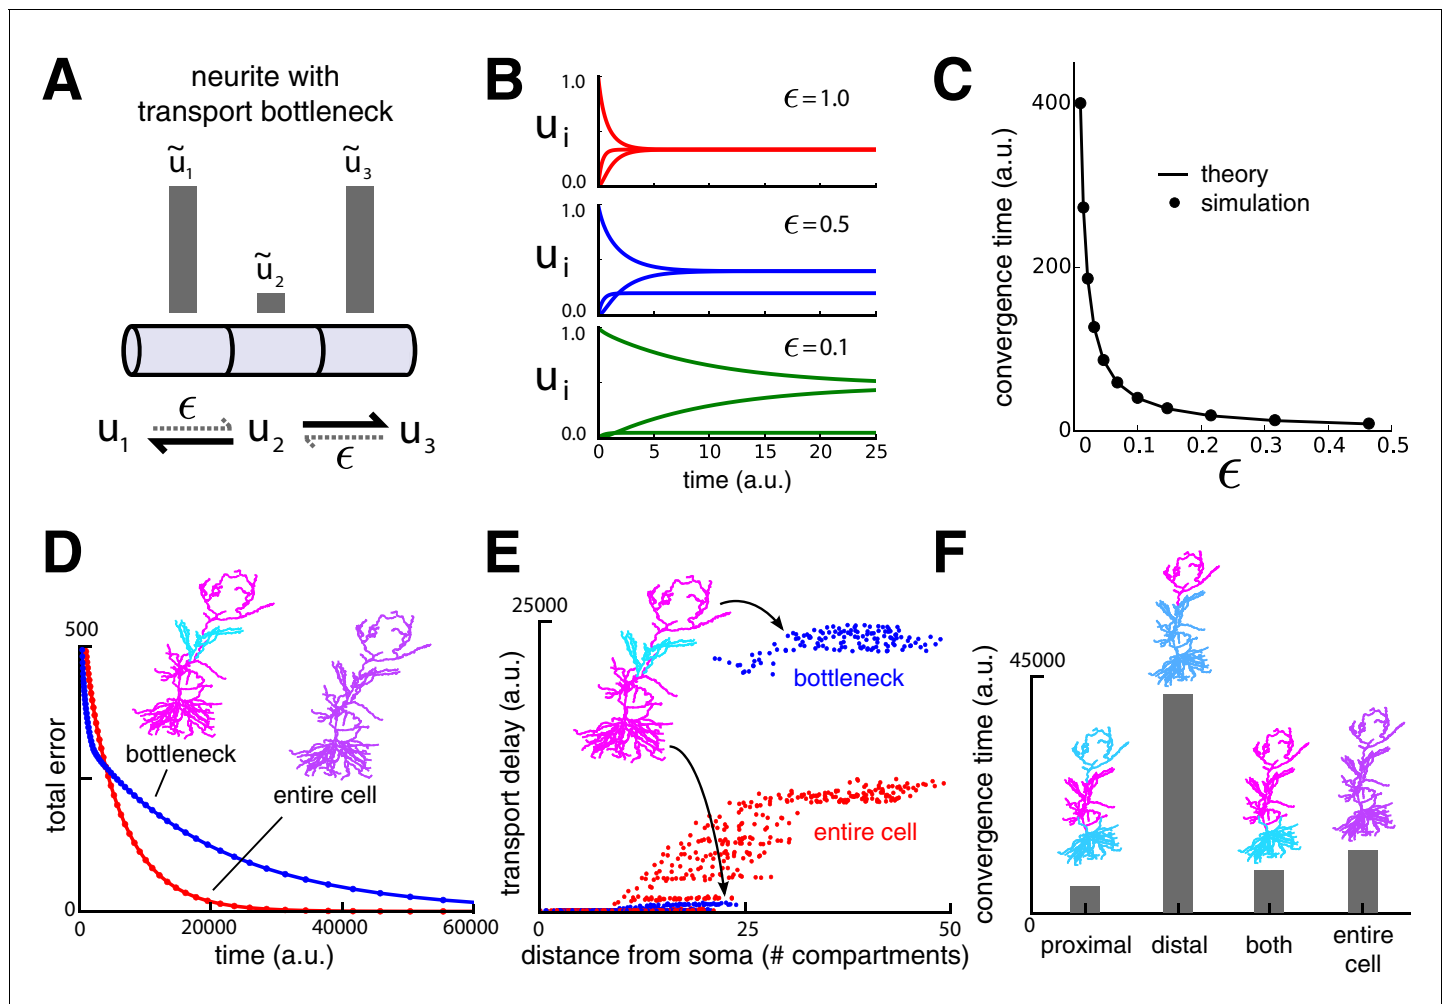 A
neurite with
transport bottleneck
ũ1
ũ2
ũ3
ϵ
u1
u2
u3
ϵ
B
1.0
ui
0.0
ϵ=1.0
1.0
ui
0.0
ϵ=0.5
1.0
ui
0.0
ϵ=0.1
0 5 10 15 20 25
time (a.u.)
C
convergence time (a.u.)
400
200
0
theory
simulation
0 0.1 0.2 0.3 0.4 0.5
ϵ
D
total error
500
0
bottleneck
entire cell
0 20000 40000 60000
time (a.u.)
E
transport delay (a.u.)
25000
bottleneck
entire cell
0 25 50
distance from soma (# compartments)
F
convergence time (a.u.)
45000
0
proximal
distal
both
entire
cell